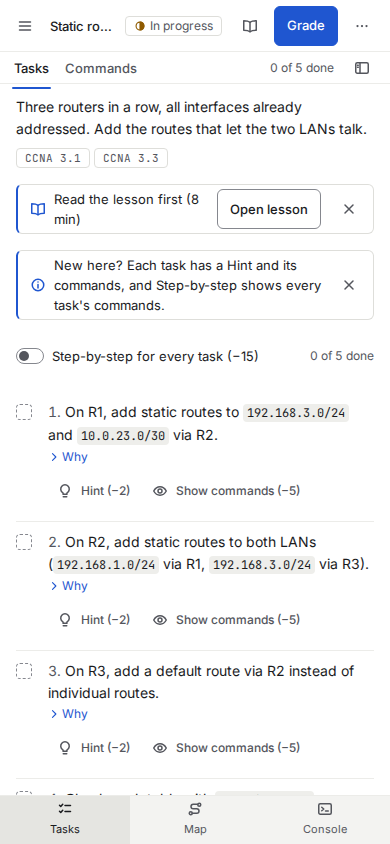 Static ro...
In progress
Grade
Tasks
Commands
0 of 5 done
Three routers in a row, all interfaces already
addressed. Add the routes that let the two LANs talk.
CCNA 3.1
CCNA 3.3
Read the lesson first (8
min)
Open lesson
New here? Each task has a Hint and its
commands, and Step-by-step shows every
task's commands.
Step-by-step for every task (−15)
0 of 5 done
1. On R1, add static routes to 192.168.3.0/24
and 10.0.23.0/30 via R2.
Why
Hint (−2)
Show commands (−5)
2. On R2, add static routes to both LANs
(192.168.1.0/24 via R1, 192.168.3.0/24 via R3).
Why
Hint (−2)
Show commands (−5)
3. On R3, add a default route via R2 instead of
individual routes.
Why
Hint (−2)
Show commands (−5)
Tasks
Map
Console